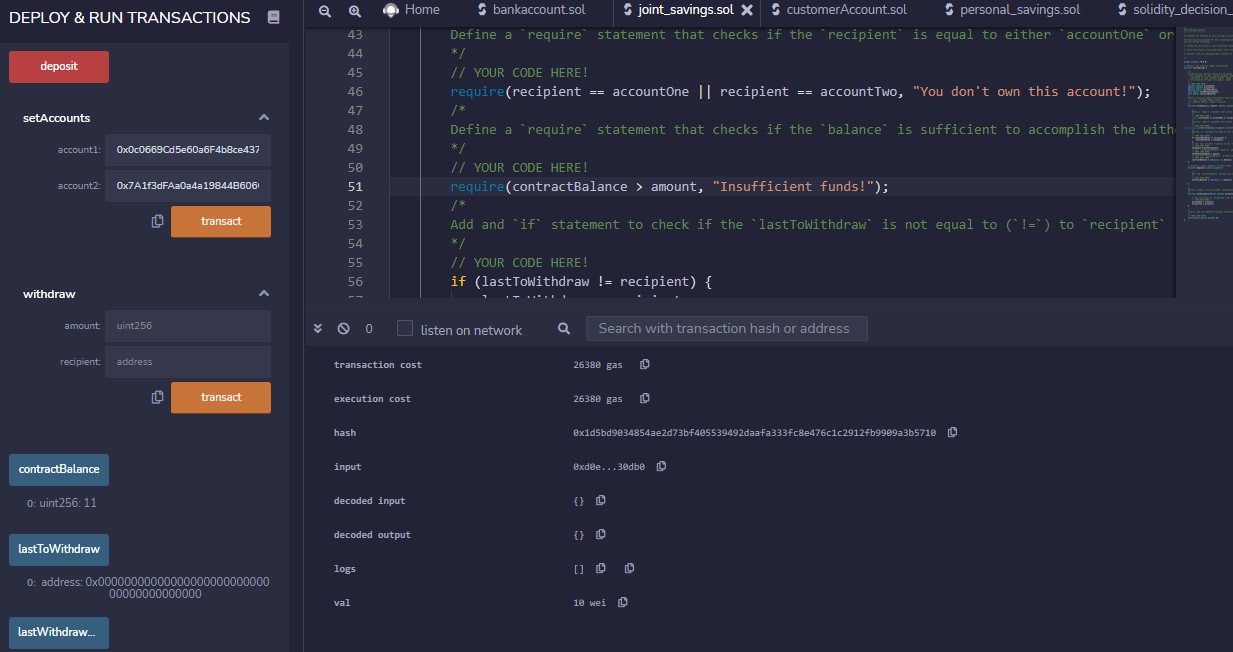 DEPLOY & RUN TRANSACTIONS
deposit
setAccounts
account1: 0x0c0669Cd5e60a6F4b8ce437
account2: 0x7A1f3dFAa0a4a19844B606
transact
withdraw
amount: uint256
recipient: address
transact
contractBalance
0: uint256: 11
lastToWithdraw
0: address: 0x00000000000000000000000000
00000000000000
lastWithdraw...
Home
bankaccount.sol
joint_savings.sol
customerAccount.sol
personal_savings.sol
solidity_decision_
43 Define a `require` statement that checks if the `recipient` is equal to either `accountOne` or
44 */
45 // YOUR CODE HERE!
46 require(recipient == accountOne || recipient == accountTwo, "You don't own this account!");
47 /*
48 Define a `require` statement that checks if the `balance` is sufficient to accomplish the with
49 */
50 // YOUR CODE HERE!
51 require(contractBalance > amount, "Insufficient funds!");
52 /*
53 Add and `if` statement to check if the `lastToWithdraw` is not equal to (`!=`) to `recipient`
54 */
55 // YOUR CODE HERE!
56 if (lastToWithdraw != recipient) {
0 listen on network Search with transaction hash or address
transaction cost 26380 gas
execution cost 26380 gas
hash 0x1d5bd9034854ae2d73bf405539492daafa333fc8e476c1c2912fb9909a3b5710
input 0xd0e...30db0
decoded input {}
decoded output {}
logs []
val 10 wei